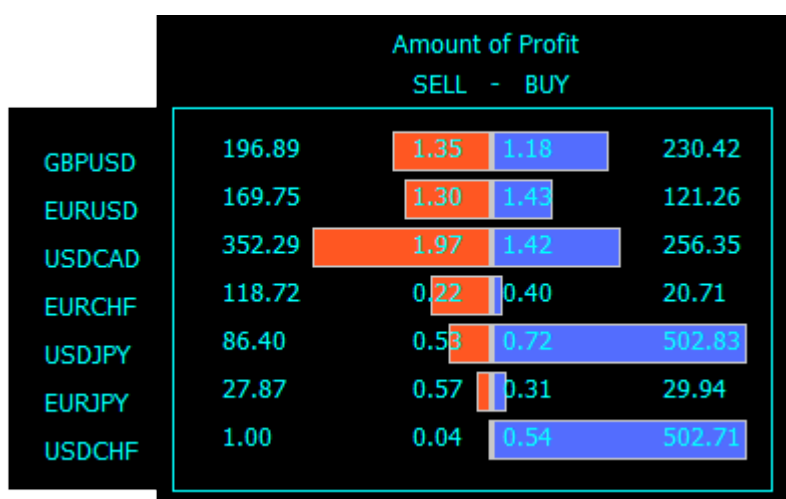 Amount of Profit
SELL - BUY
GBPUSD 196.89 1.35 1.18 230.42
EURUSD 169.75 1.30 1.43 121.26
USDCAD 352.29 1.97 1.42 256.35
EURCHF 118.72 0.22 0.40 20.71
USDJPY 86.40 0.53 0.72 502.83
EURJPY 27.87 0.57 0.31 29.94
USDCHF 1.00 0.04 0.54 502.71